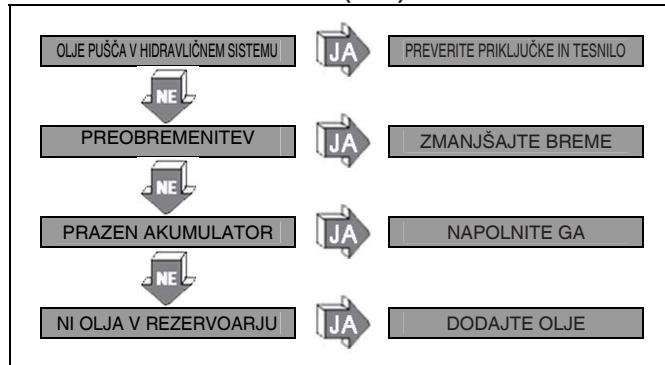 OLJE PUŠČA V HIDRAVLIČNEM SISTEMU JA PREVERITE PRIKLJUČKE IN TESNILO
NE
PREOBREMENITEV JA ZMANJŠAJTE BREME
NE
PRAZEN AKUMULATOR JA NAPOLNITE GA
NE
NI OLJA V REZERVOARJU JA DODAJTE OLJE